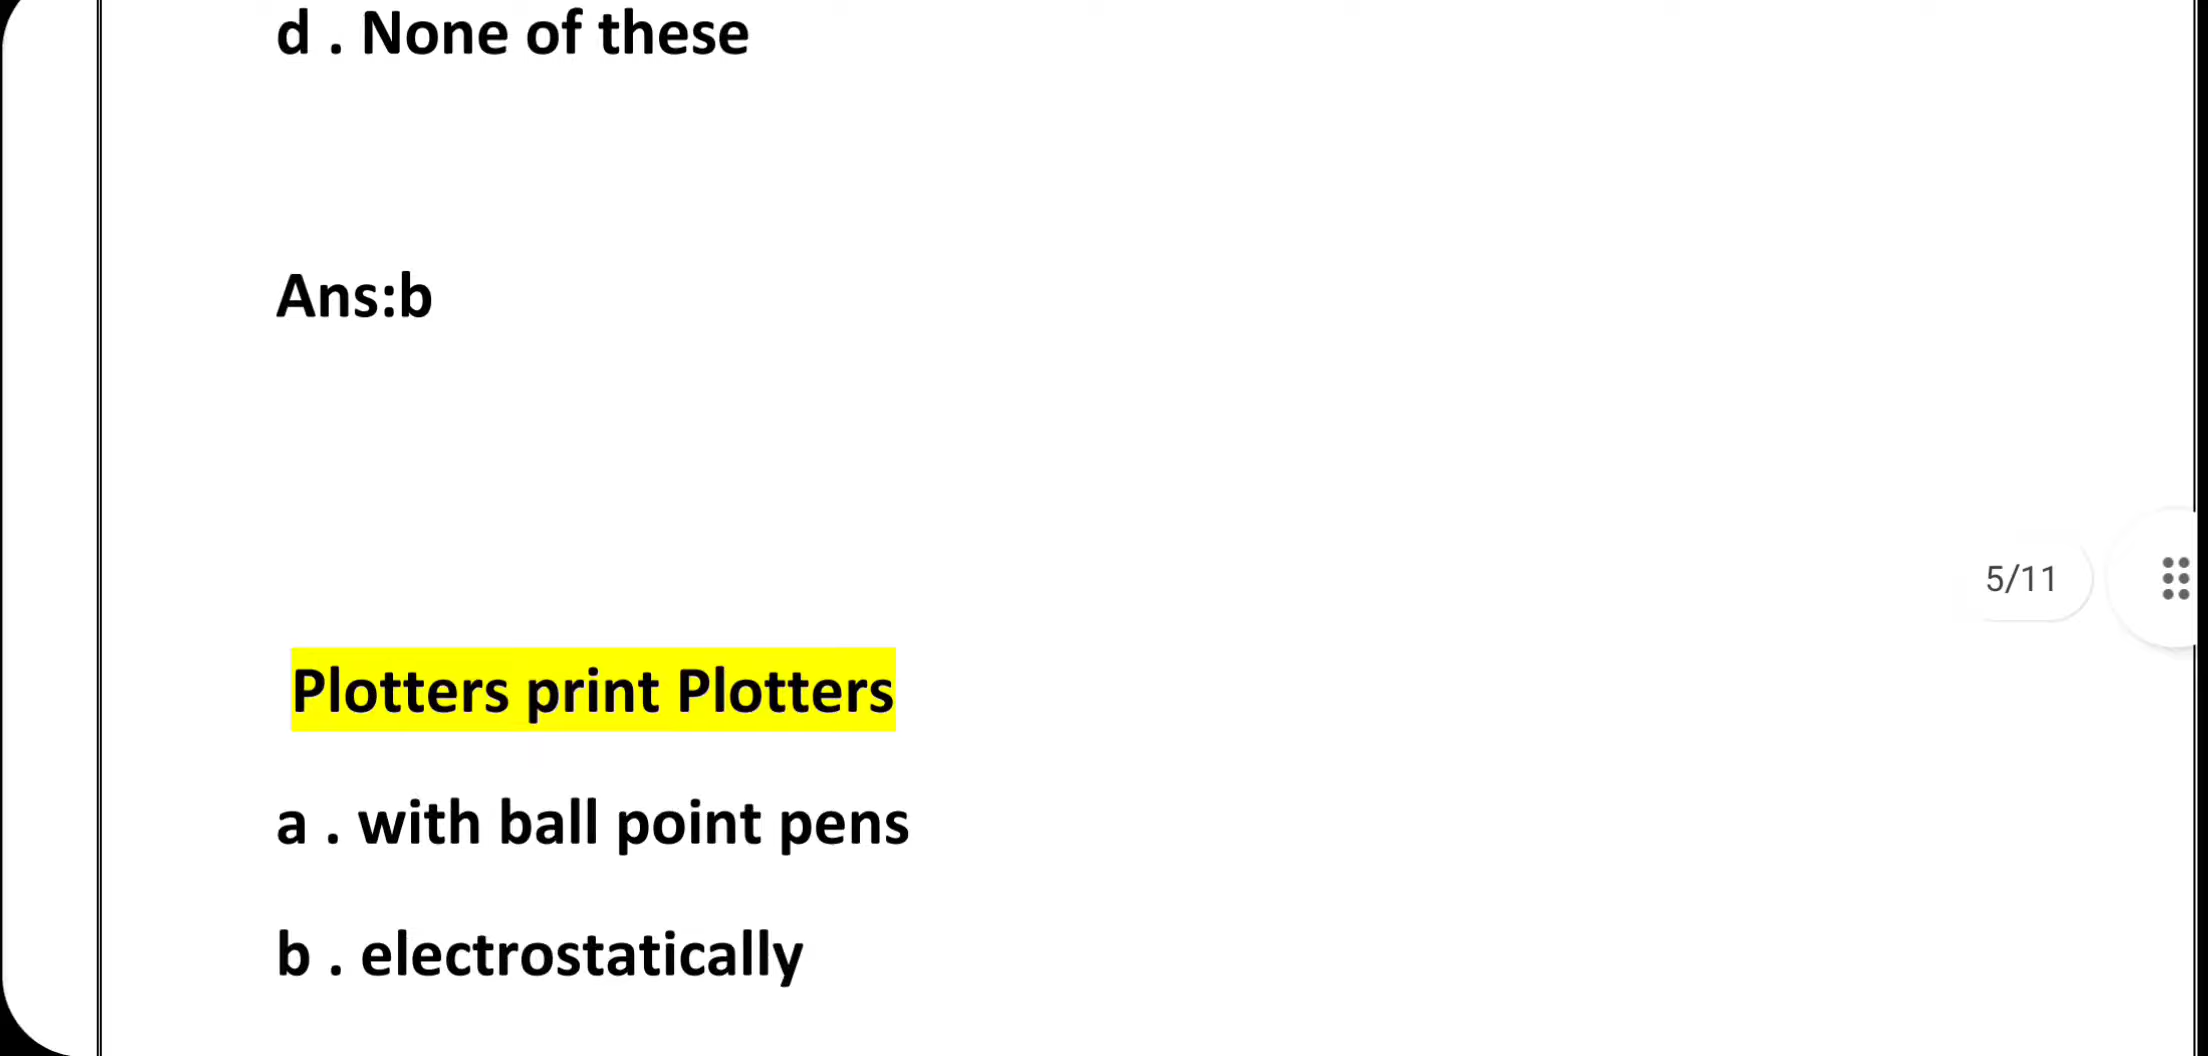 d . None of these
Ans:b
5/11
Plotters print Plotters
a . with ball point pens
b . electrostatically